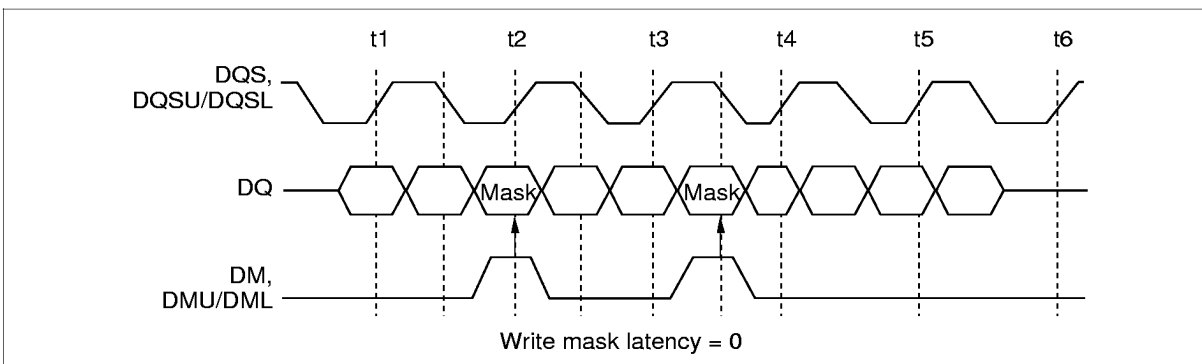 t1 t2 t3 t4 t5 t6
DQS,
DQSU/DQSL
DQ Mask Mask
DM,
DMU/DML
Write mask latency = 0